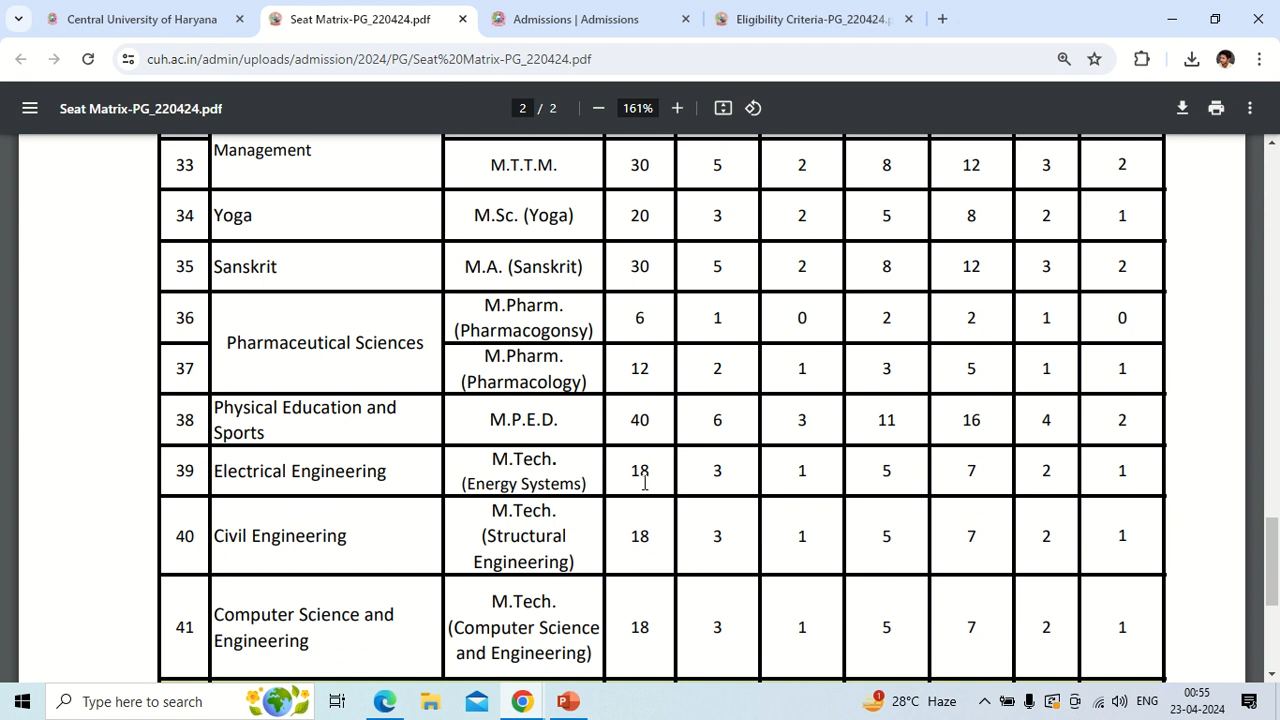 Central University of Haryana
Seat Matrix-PG_220424.pdf
Admissions | Admissions
Eligibility Criteria-PG_220424.p
cuh.ac.in/admin/uploads/admission/2024/PG/Seat%20Matrix-PG_220424.pdf
Seat Matrix-PG_220424.pdf
2 / 2
161%
33 Management M.T.T.M. 30 5 2 8 12 3 2
34 Yoga M.Sc. (Yoga) 20 3 2 5 8 2 1
35 Sanskrit M.A. (Sanskrit) 30 5 2 8 12 3 2
Pharmaceutical Sciences
36 M.Pharm.
(Pharmacogonsy) 6 1 0 2 2 1 0
37 M.Pharm.
(Pharmacology) 12 2 1 3 5 1 1
38 Physical Education and
Sports M.P.E.D. 40 6 3 11 16 4 2
39 Electrical Engineering M.Tech.
(Energy Systems) 18 3 1 5 7 2 1
40 Civil Engineering M.Tech.
(Structural
Engineering) 18 3 1 5 7 2 1
41 Computer Science and
Engineering M.Tech.
(Computer Science
and Engineering) 18 3 1 5 7 2 1
Type here to search
1
28°C Haze
ENG
00:55
23-04-2024